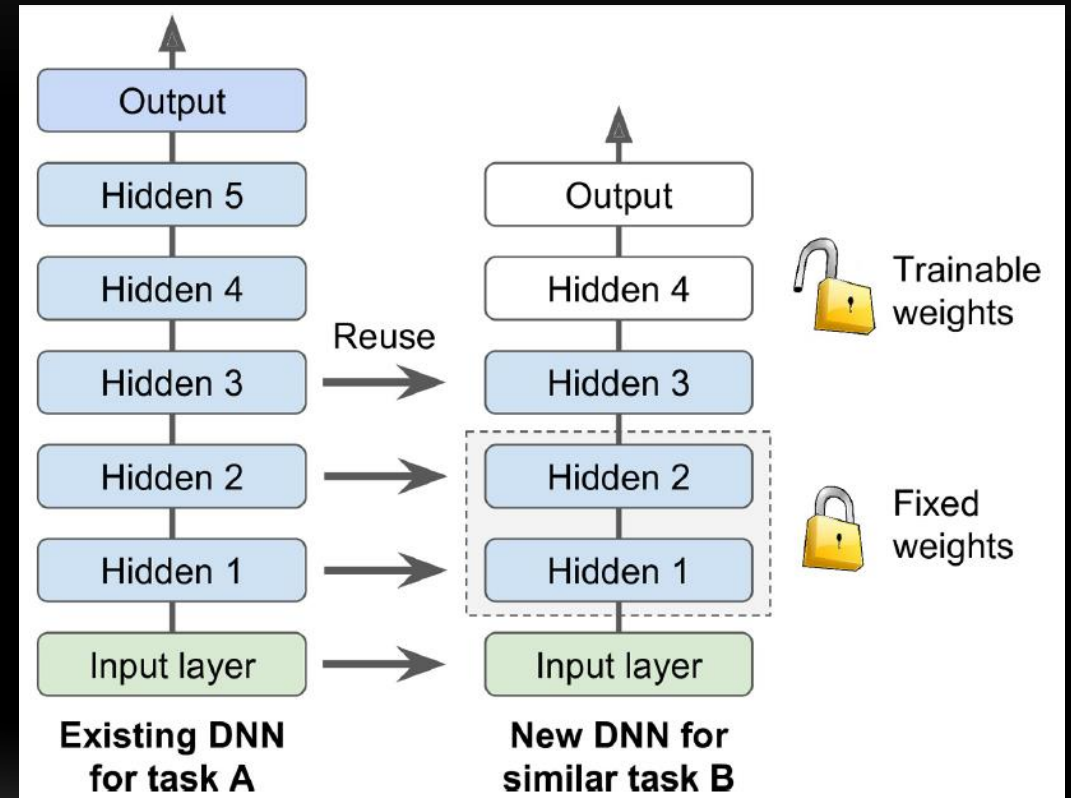 Output
Hidden 5
Hidden 4
Hidden 3
Hidden 2
Hidden 1
Input layer
Existing DNN
for task A
Reuse
Output
Hidden 4
Hidden 3
Hidden 2
Hidden 1
Input layer
New DNN for
similar task B
Trainable
weights
Fixed
weights